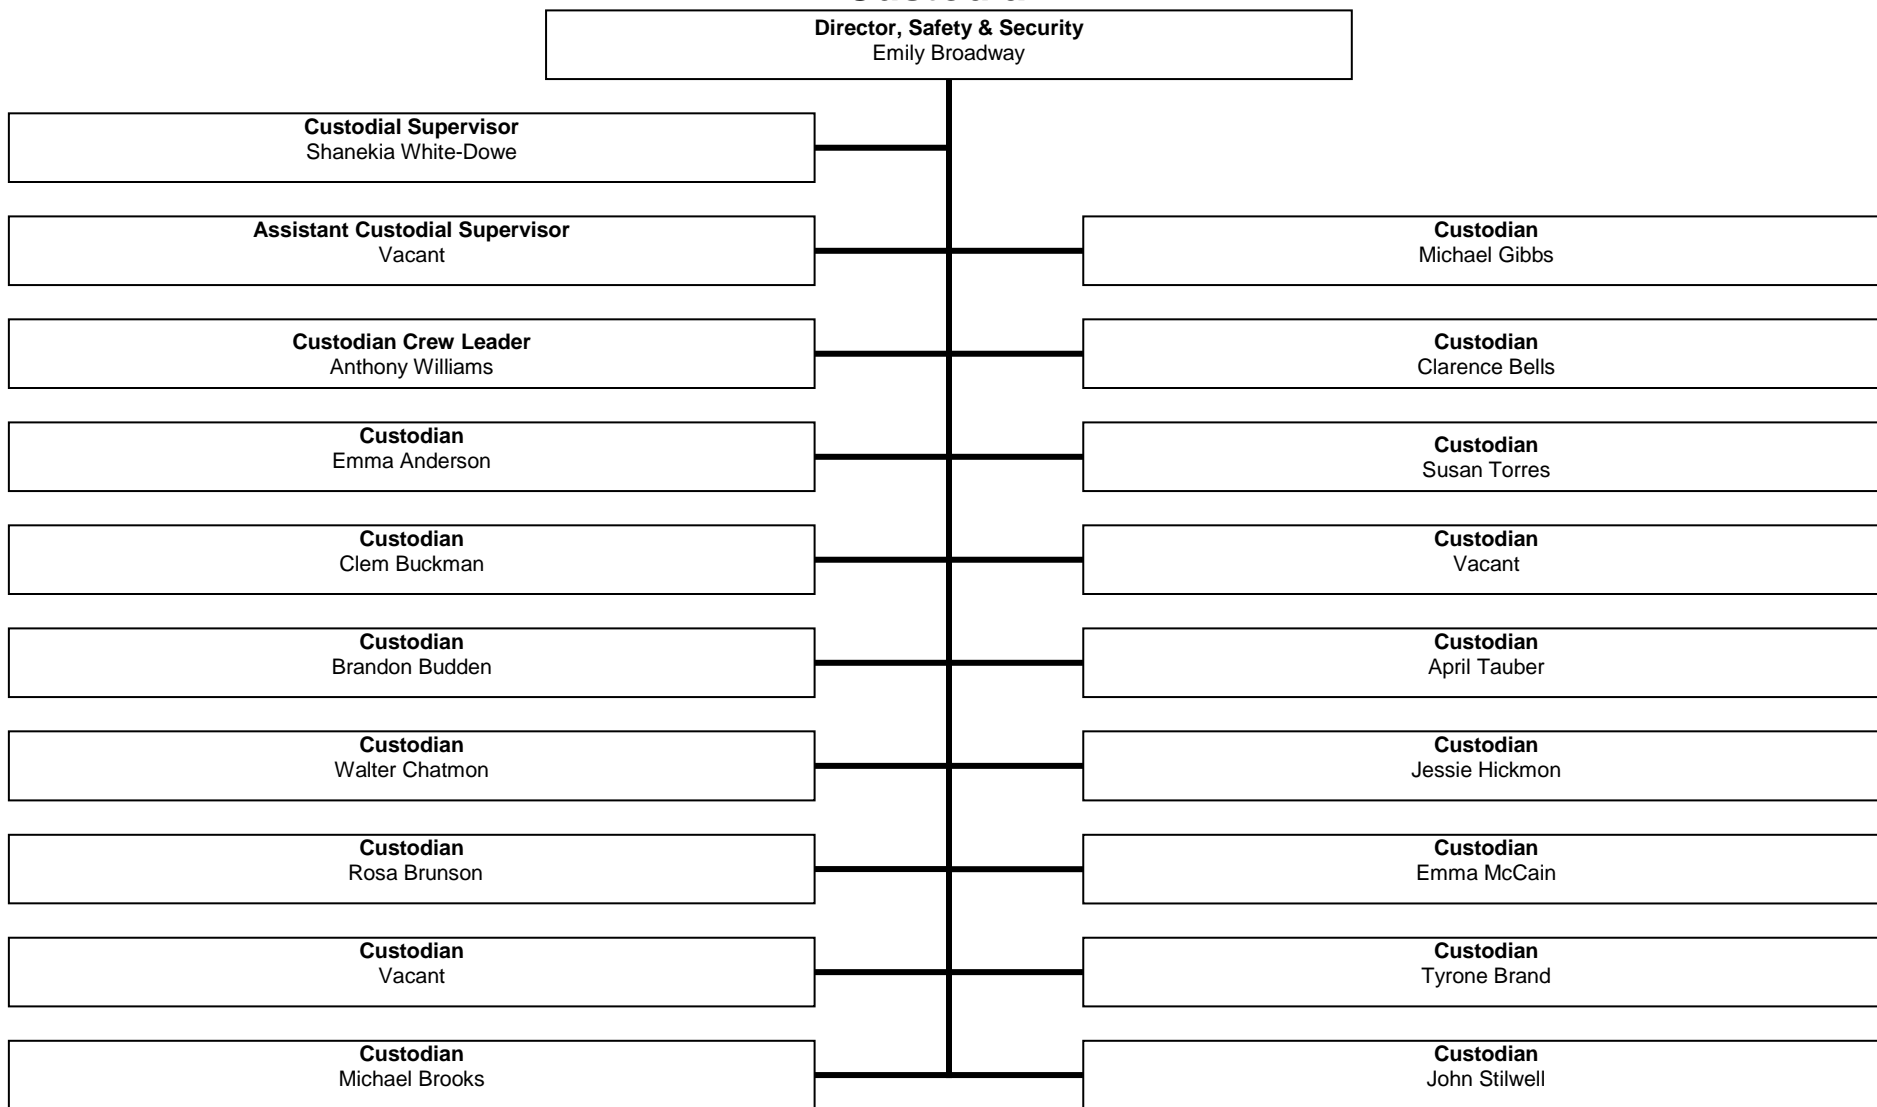 Director, Safety & Security
Emily Broadway
Custodial Supervisor
Shanekia White-Dowe
Assistant Custodial Supervisor
Vacant
Custodian
Michael Gibbs
Custodian Crew Leader
Anthony Williams
Custodian
Clarence Bells
Custodian
Emma Anderson
Custodian
Susan Torres
Custodian
Clem Buckman
Custodian
Vacant
Custodian
Brandon Budden
Custodian
April Tauber
Custodian
Walter Chatmon
Custodian
Jessie Hickmon
Custodian
Rosa Brunson
Custodian
Emma McCain
Custodian
Vacant
Custodian
Tyrone Brand
Custodian
Michael Brooks
Custodian
John Stilwell